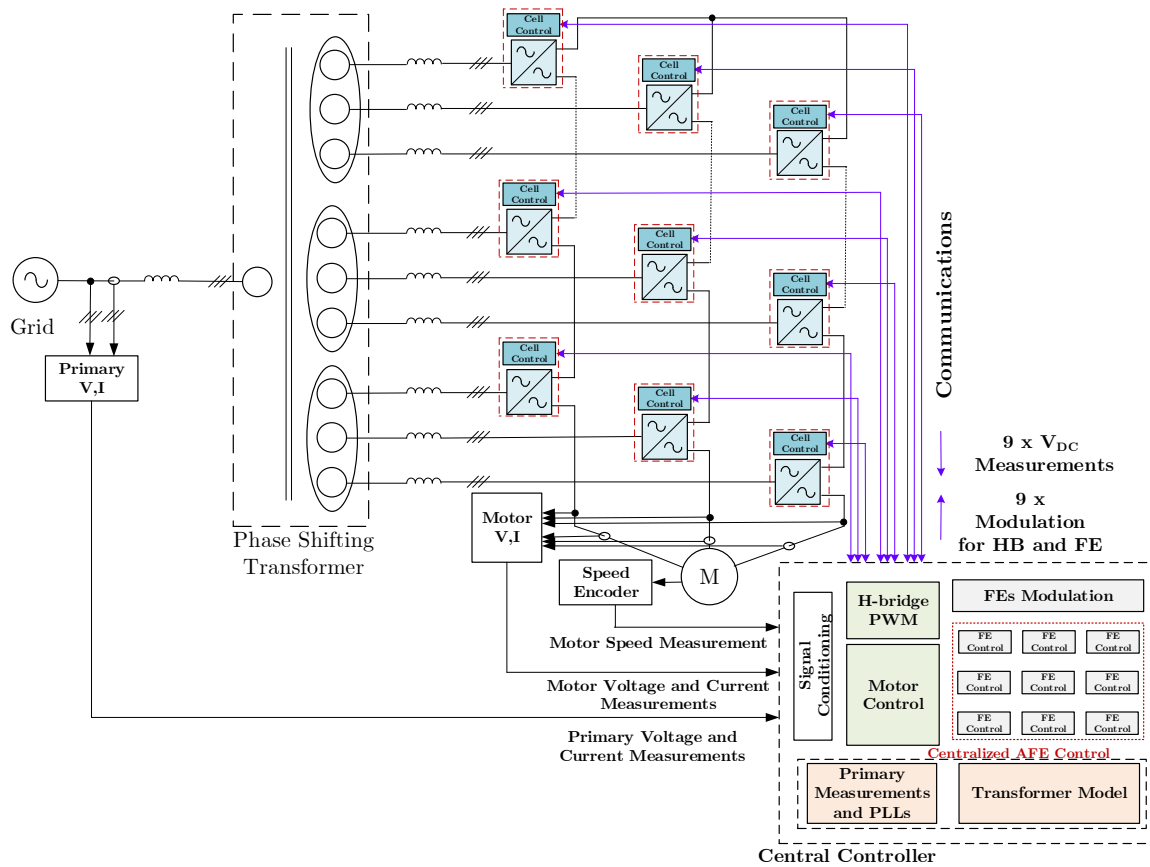 Cell
Control
Cell
Control
Cell
Control
Cell
Control
Cell
Control
Cell
Control
Cell
Control
Cell
Control
Cell
Control
Grid
Primary
V,I
Phase Shifting
Transformer
Communications
9 x VDC
Measurements
9 x
Modulation
for HB and FE
Motor
V,I
M
Speed
Encoder
Motor Speed Measurement
Motor Voltage and Current
Measurements
Primary Voltage and
Current Measurements
Signal
Conditioning
H-bridge
PWM
Motor
Control
FEs Modulation
FE
Control
FE
Control
FE
Control
FE
Control
FE
Control
FE
Control
FE
Control
FE
Control
FE
Control
Centralized AFE Control
Primary
Measurements
and PLLs
Transformer Model
Central Controller